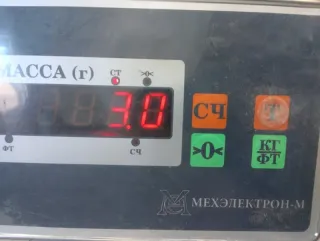 МАССА (г)
СТ
>0<
3.0
СЧ
Т
>0<
КГ
ФТ
ФТ
СЧ
МЕХЭЛЕКТРОН-М